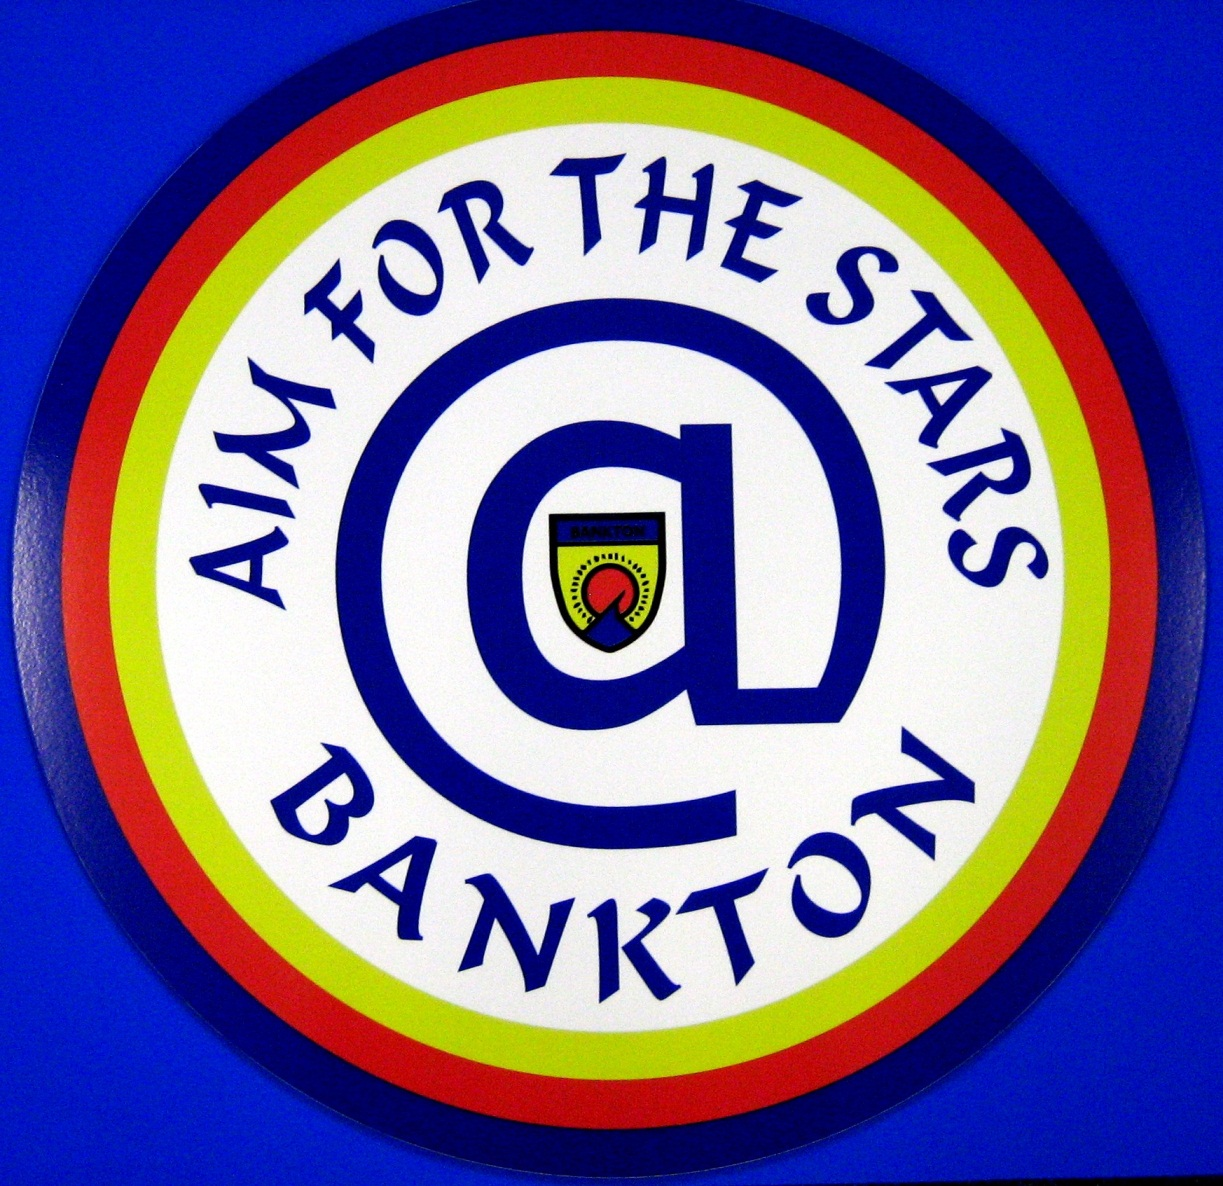 AIM FOR THE STARS
@
BANKTON
BANKTON